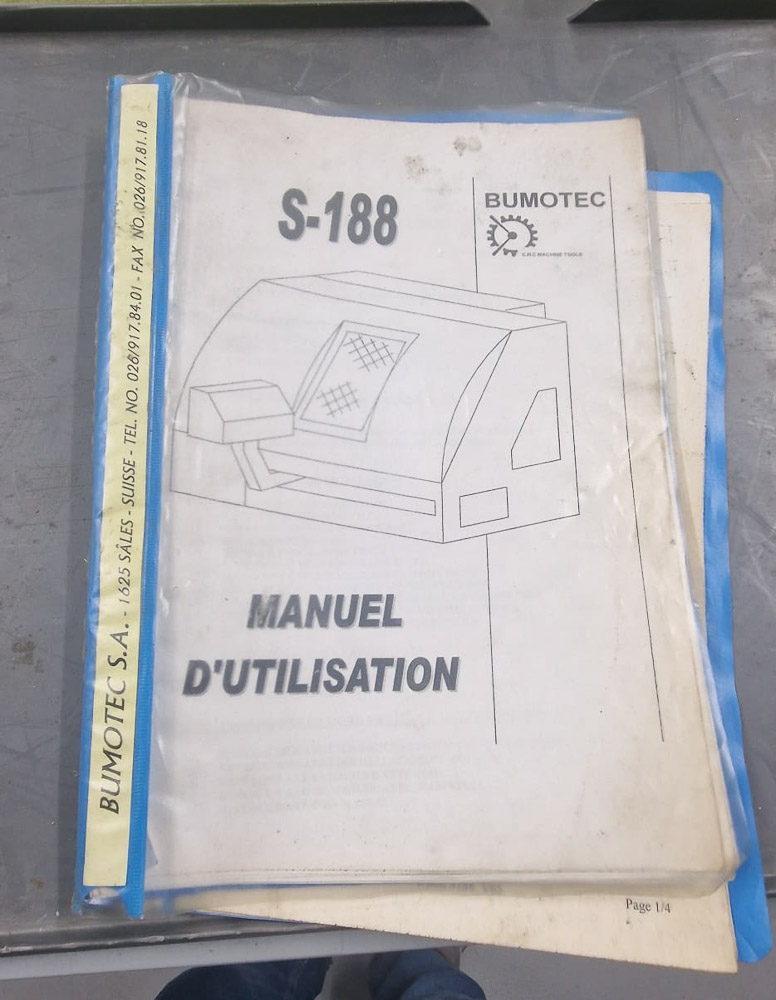 BUMOTEC S.A. - 1625 SÂLES - SUISSE - TEL. NO. 026/917.84.01 - FAX NO. 026/917.81.18
S-188
BUMOTEC
C.N.C MACHINE TOOLS
MANUEL
D'UTILISATION
Page 1/4